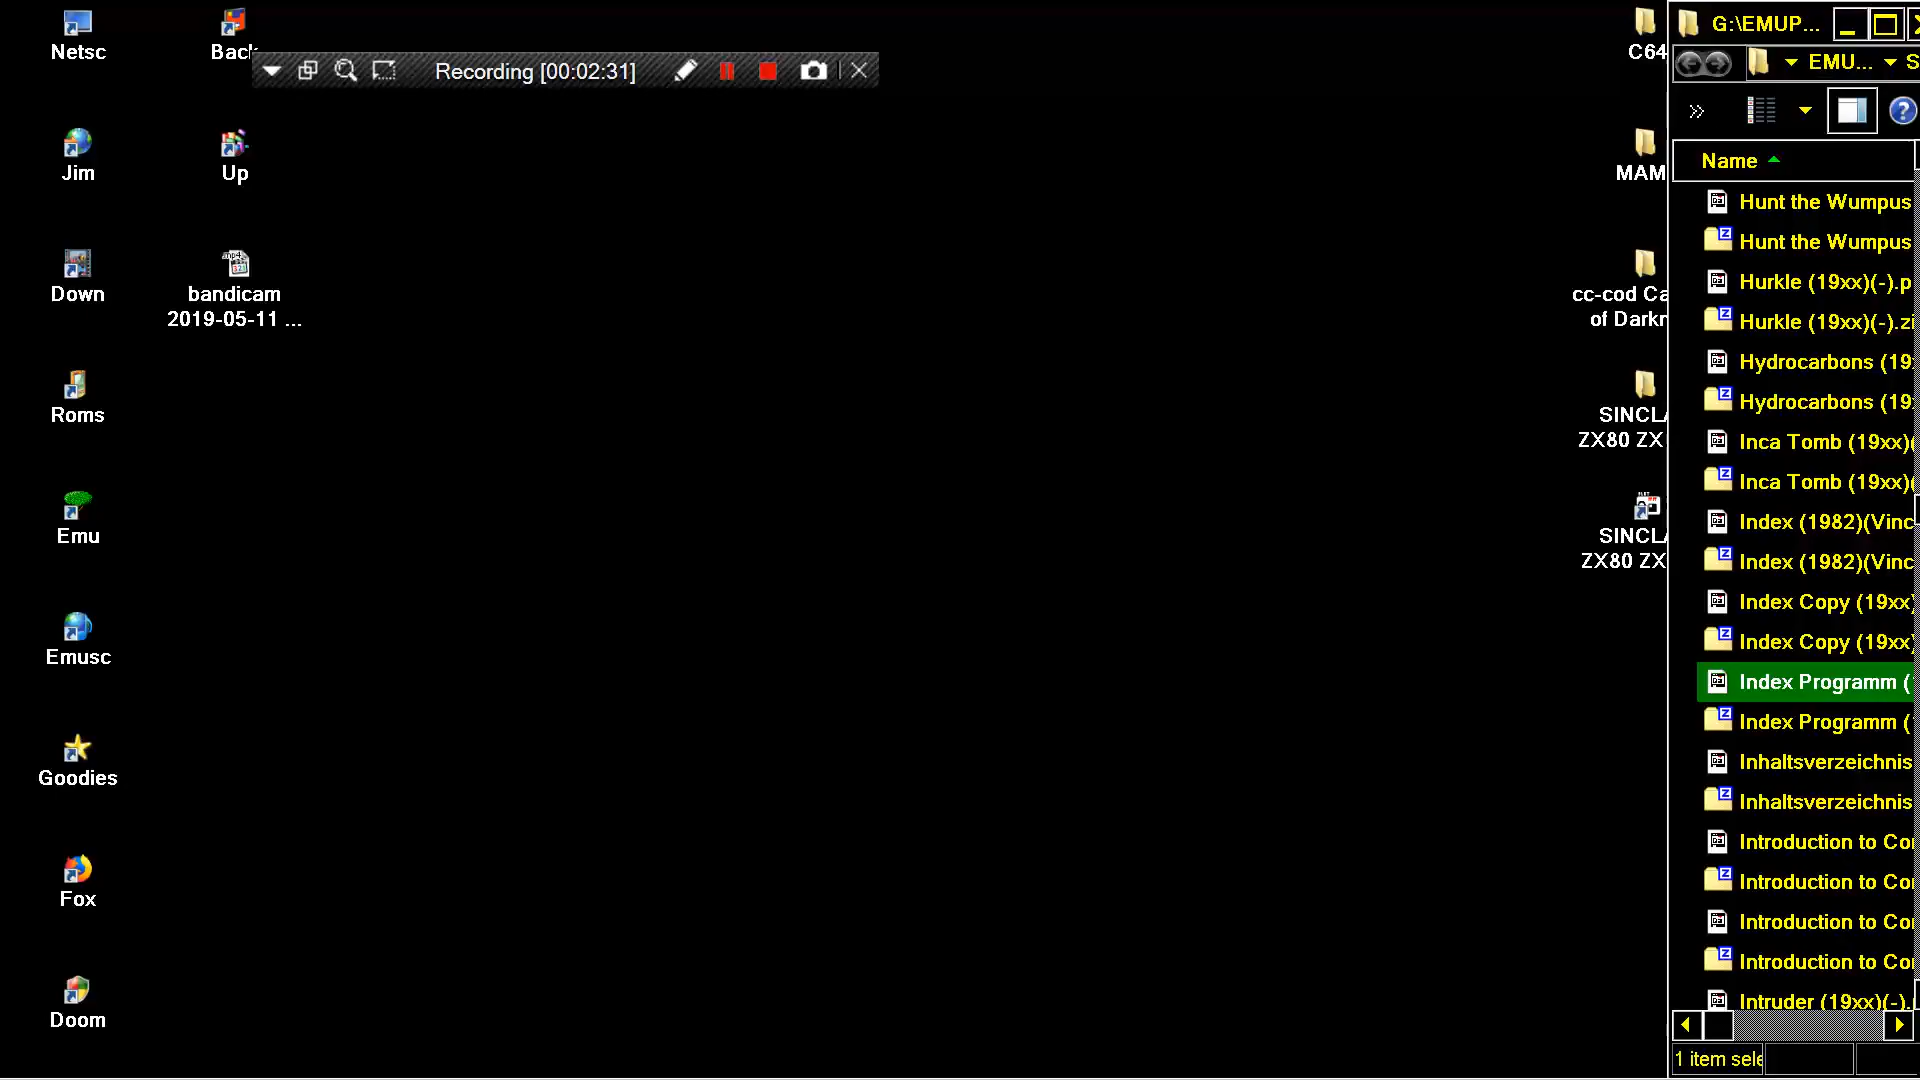 Netsc
Back
Jim
Up
Down
bandicam
2019-05-11 ...
Roms
Emu
Emusc
Goodies
Fox
Doom
Recording [00:02:31]
C64
MAM
cc-cod Ca
of Darkn
SINCLA
ZX80 ZX
SINCLA
ZX80 ZX
G:\EMUP...
EMU... S
Name
Hunt the Wumpus
Hunt the Wumpus
Hurkle (19xx)(-).p
Hurkle (19xx)(-).zi
Hydrocarbons (19
Hydrocarbons (19
Inca Tomb (19xx)(
Inca Tomb (19xx)(
Index (1982)(Vinc
Index (1982)(Vinc
Index Copy (19xx)
Index Copy (19xx)
Index Programm (
Index Programm (
Inhaltsverzeichnis
Inhaltsverzeichnis
Introduction to Co
Introduction to Co
Introduction to Co
Introduction to Co
Intruder (19xx)(-).
1 item sele